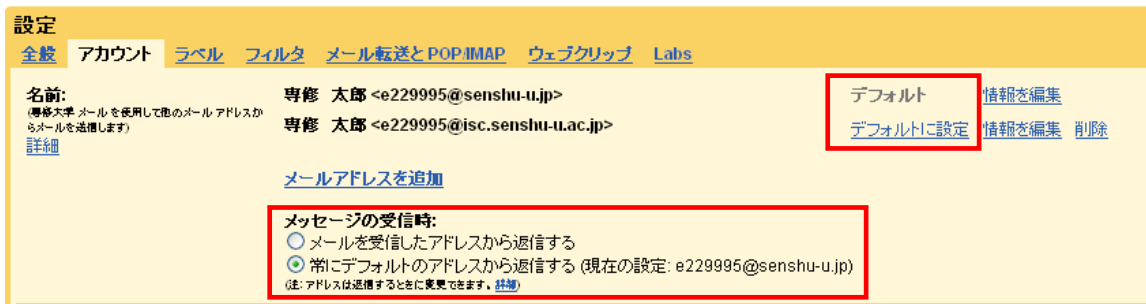 設定
全般 アカウント ラベル フィルタ メール転送と POP/IMAP ウェブクリップ Labs
名前: 専修 太郎 <e229995@senshu-u.jp> デフォルト 情報を編集
(専修大学 メール を使用して他のメール アドレスか
らメールを送信します) 専修 太郎 <e229995@isc.senshu-u.ac.jp> デフォルトに設定 情報を編集 削除
詳細
メールアドレスを追加
メッセージの受信時:
メールを受信したアドレスから返信する
常にデフォルトのアドレスから返信する (現在の設定: e229995@senshu-u.jp)
(注: アドレスは返信するときに変更できます。詳細)